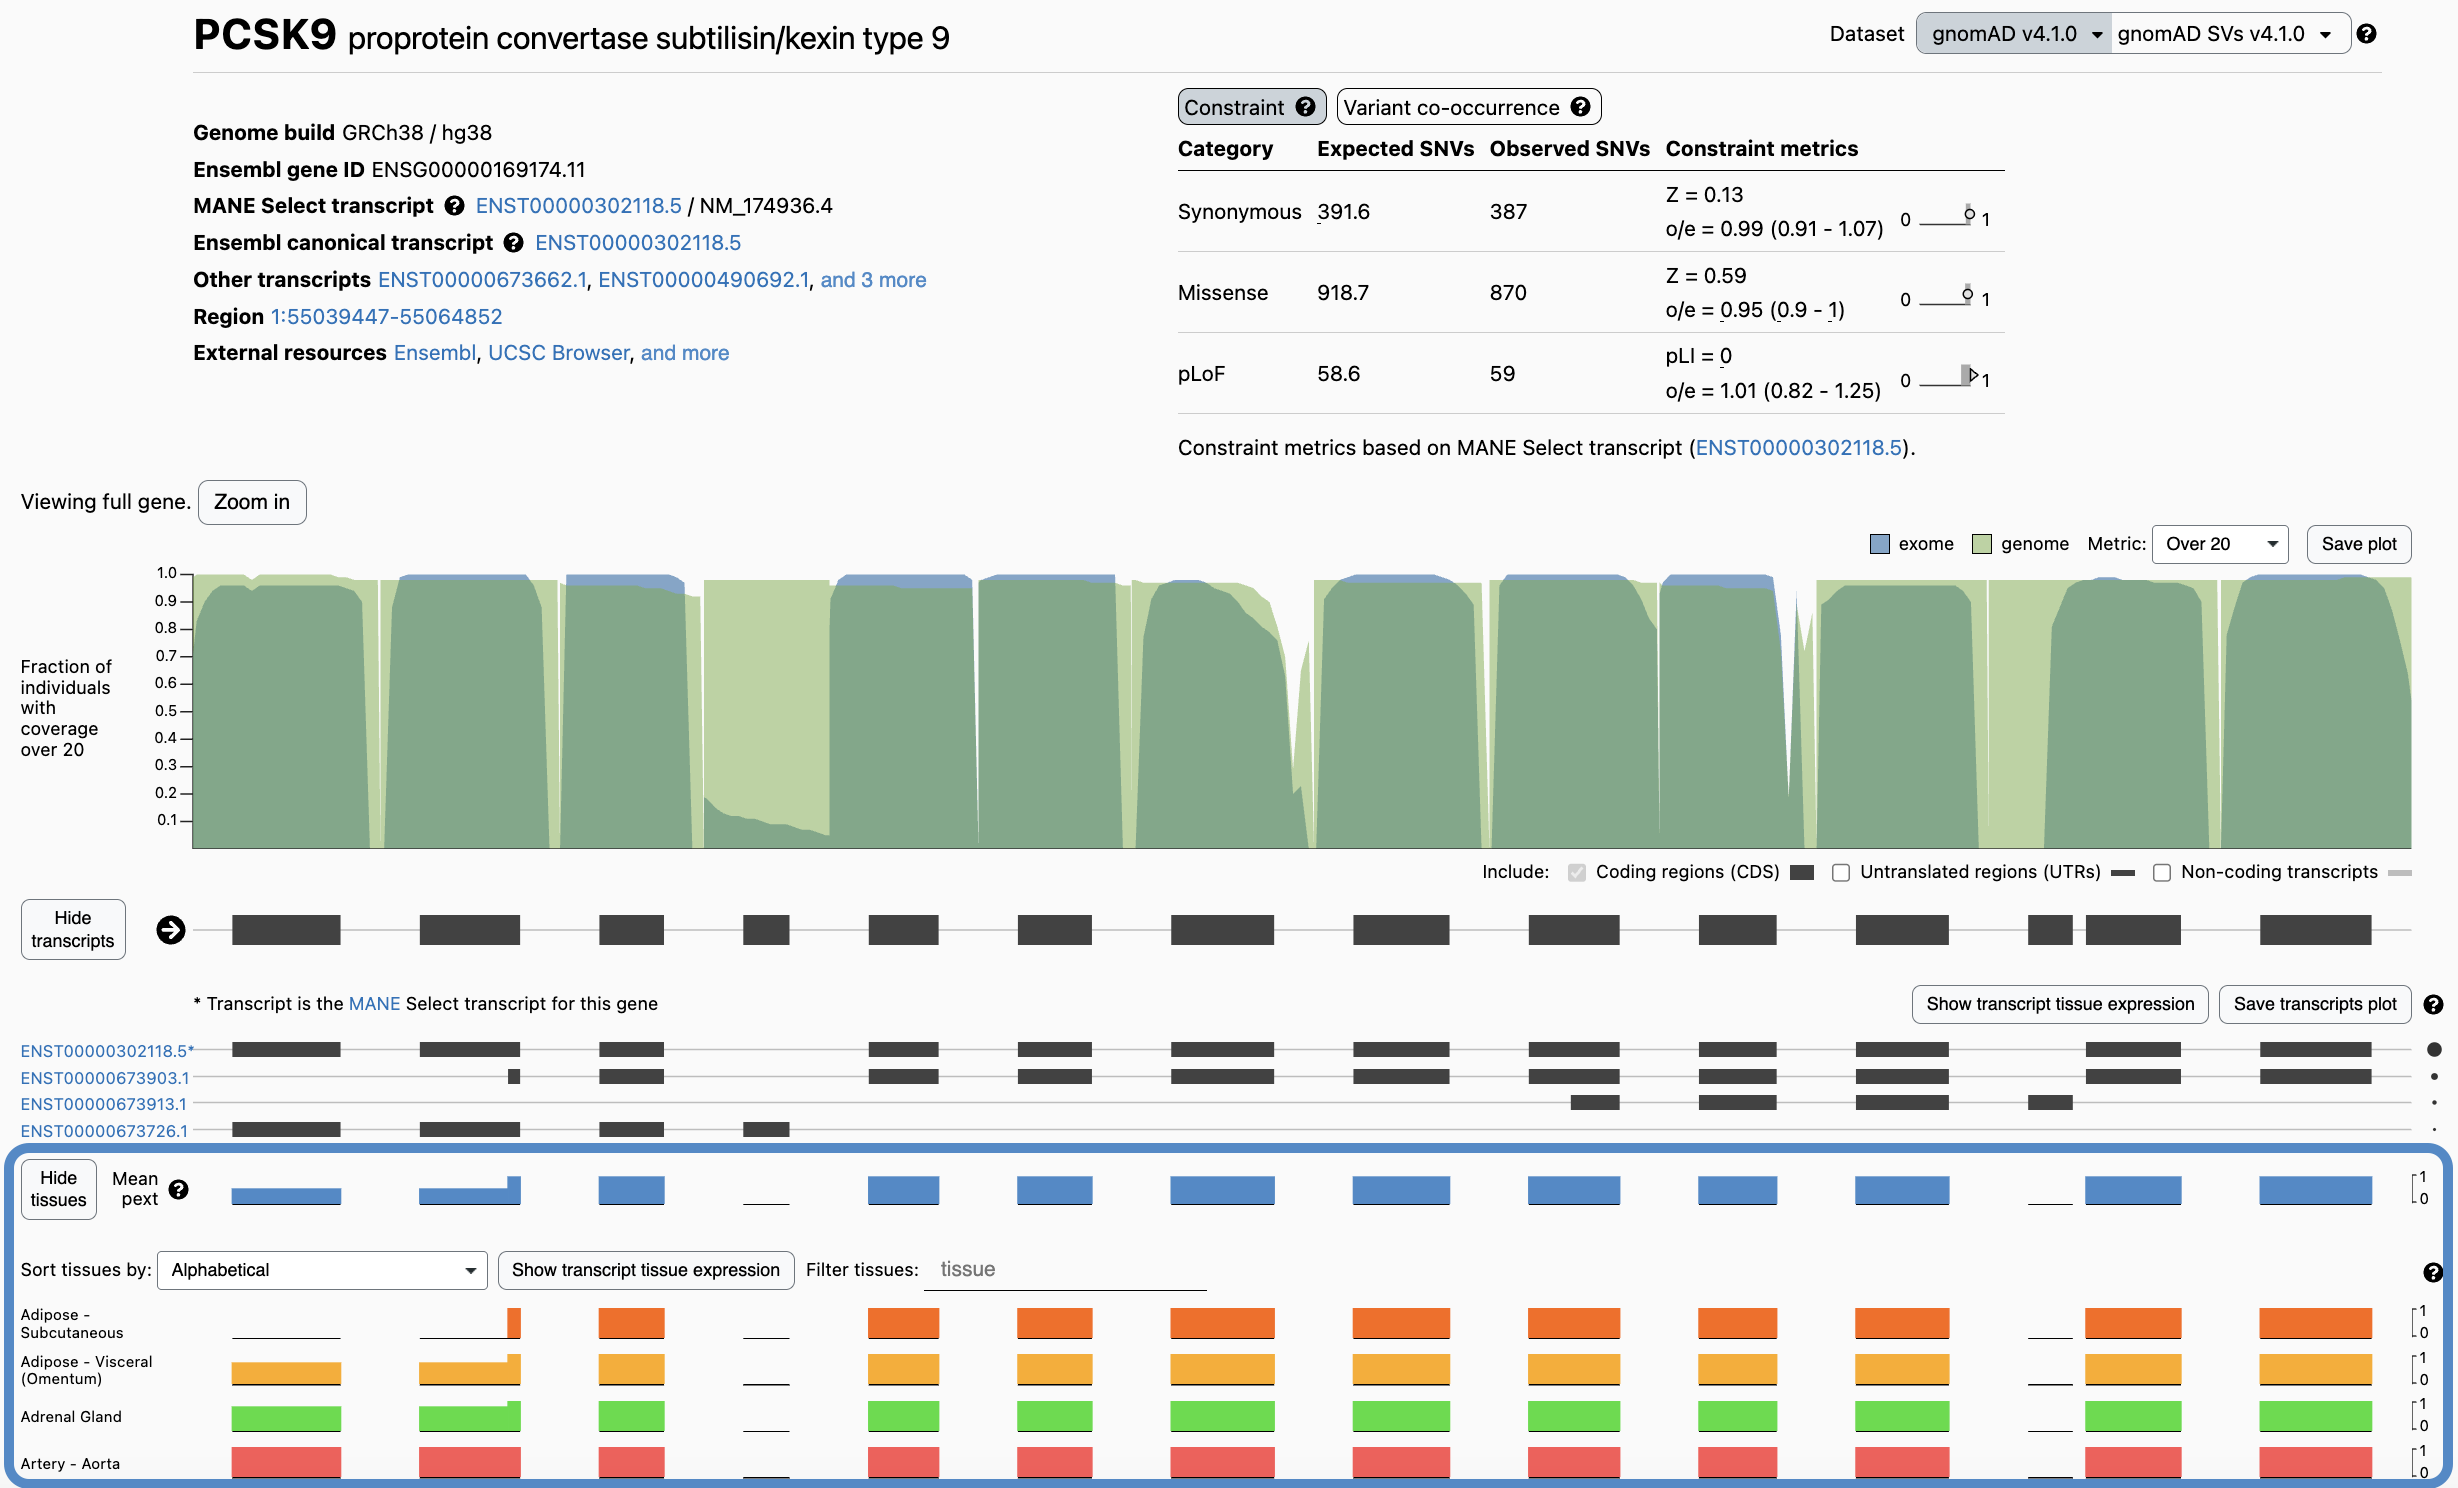 PCSK9 proprotein convertase subtilisin/kexin type 9
Dataset gnomAD v4.1.0 gnomAD SVs v4.1.0 ?
Genome build GRCh38 / hg38
Ensembl gene ID ENSG00000169174.11
MANE Select transcript ? ENST00000302118.5 / NM_174936.4
Ensembl canonical transcript ? ENST00000302118.5
Other transcripts ENST00000673662.1, ENST00000490692.1, and 3 more
Region 1:55039447-55064852
External resources Ensembl, UCSC Browser, and more
Constraint ? Variant co-occurrence ?
Category Expected SNVs Observed SNVs Constraint metrics
Synonymous 391.6 387 Z = 0.13
o/e = 0.99 (0.91 - 1.07) 0 1
Missense 918.7 870 Z = 0.59
o/e = 0.95 (0.9 - 1) 0 1
pLoF 58.6 59 pLI = 0
o/e = 1.01 (0.82 - 1.25) 0 1
Constraint metrics based on MANE Select transcript (ENST00000302118.5).
Viewing full gene. Zoom in
exome genome Metric: Over 20 Save plot
Fraction of
individuals
with
coverage
over 20
1.0
0.9
0.8
0.7
0.6
0.5
0.4
0.3
0.2
0.1
Include: Coding regions (CDS) Untranslated regions (UTRs) Non-coding transcripts
Hide
transcripts
* Transcript is the MANE Select transcript for this gene
Show transcript tissue expression Save transcripts plot ?
ENST00000302118.5*
ENST00000673903.1
ENST00000673913.1
ENST00000673726.1
Hide
tissues
Mean
pext
?
1
0
Sort tissues by: Alphabetical Show transcript tissue expression Filter tissues: tissue ?
Adipose -
Subcutaneous
1
0
Adipose - Visceral
(Omentum)
1
0
Adrenal Gland
1
0
Artery - Aorta
1
0